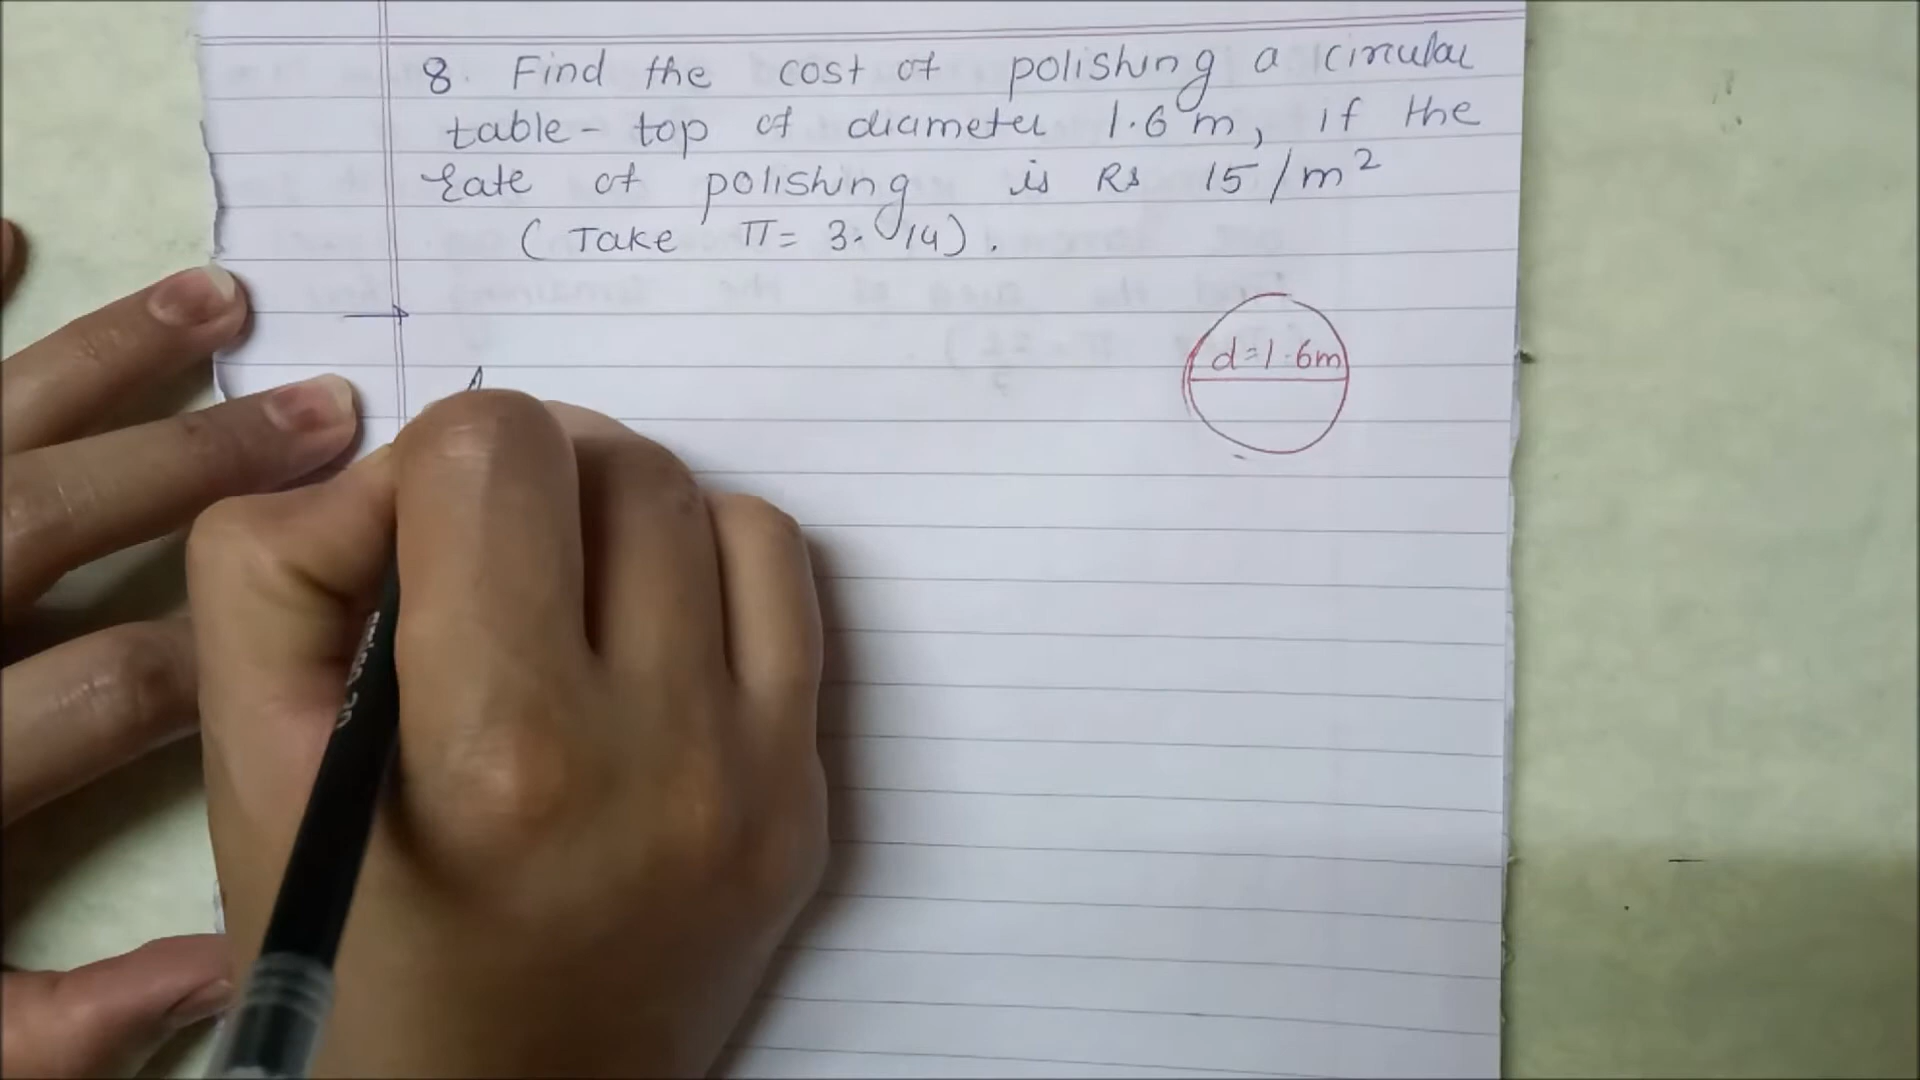 8. Find the cost of polishing a circular
table-top of diameter 1.6 m, if the
rate of polishing is Rs 15/m²
(Take π = 3.14).
d=1.6m
A